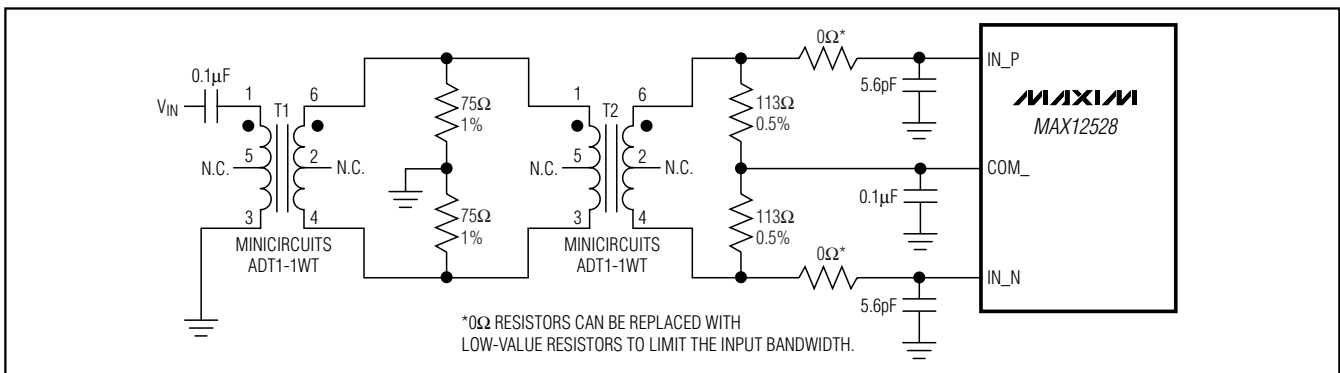 0.1μF
V_IN
1
6
T1
5
2
N.C.
N.C.
3
4
MINICIRCUITS
ADT1-1WT
75Ω
1%
75Ω
1%
1
6
T2
5
2
N.C.
N.C.
3
4
MINICIRCUITS
ADT1-1WT
0Ω*
113Ω
0.5%
113Ω
0.5%
0Ω*
5.6pF
0.1μF
5.6pF
IN_P
MAXIM
MAX12528
COM_
IN_N
*0Ω RESISTORS CAN BE REPLACED WITH
LOW-VALUE RESISTORS TO LIMIT THE INPUT BANDWIDTH.